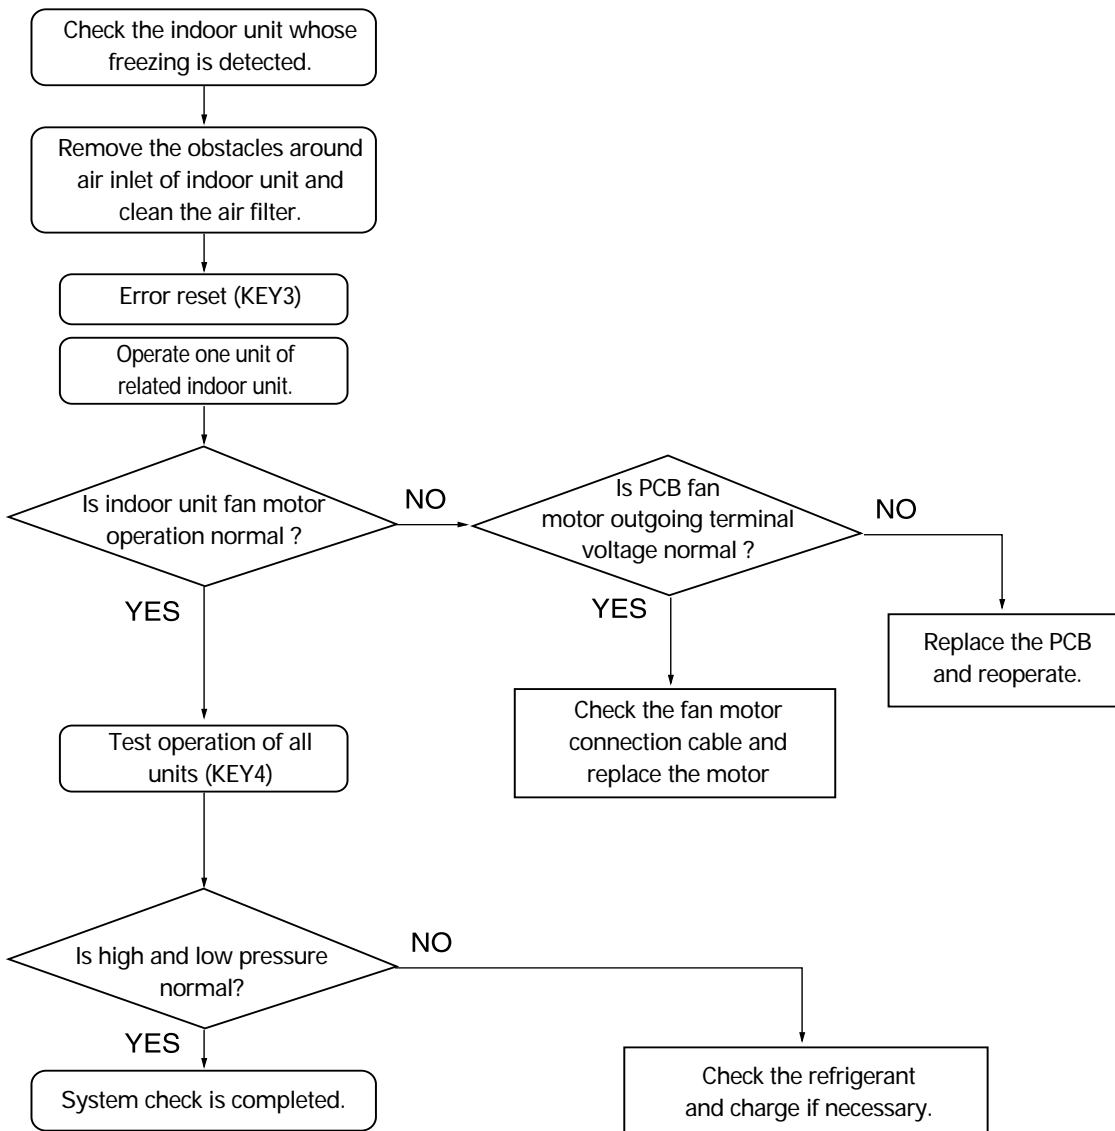 Check the indoor unit whose
freezing is detected.
Remove the obstacles around
air inlet of indoor unit and
clean the air filter.
Error reset (KEY3)
Operate one unit of
related indoor unit.
Is indoor unit fan motor
operation normal ?
NO
Is PCB fan
motor outgoing terminal
voltage normal ?
NO
YES
YES
Replace the PCB
and reoperate.
Check the fan motor
connection cable and
replace the motor
Test operation of all
units (KEY4)
Is high and low pressure
normal?
NO
YES
System check is completed.
Check the refrigerant
and charge if necessary.